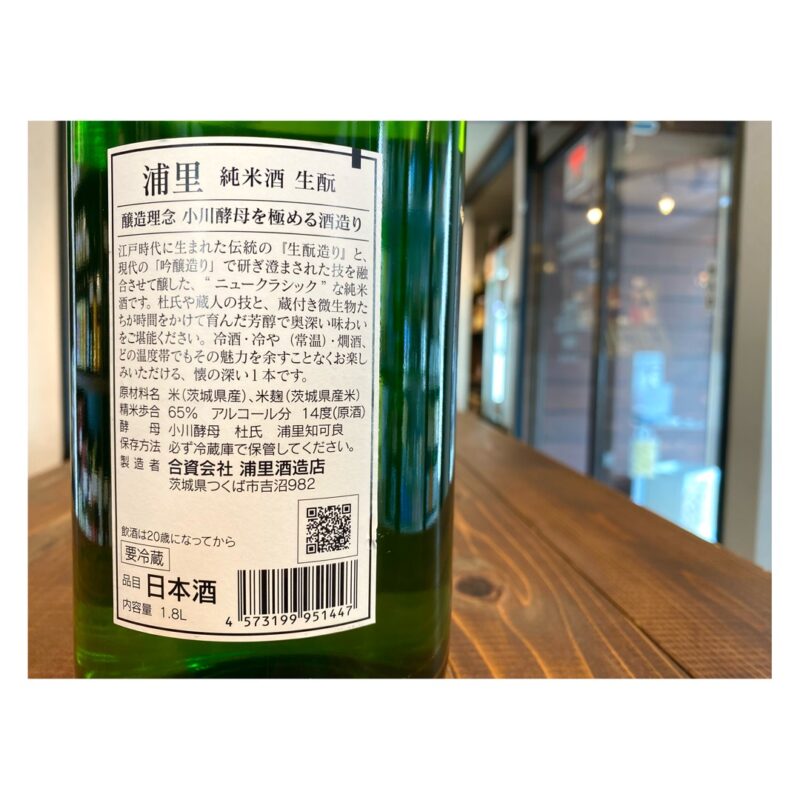 浦里 純米酒 生酛
醸造理念 小川酵母を極める酒造り
江戸時代に生まれた伝統の『生酛造り』と、
現代の「吟醸造り」で研ぎ澄まされた技を融
合させて醸した、“ニュークラシック”な純米
酒です。杜氏や蔵人の技と、蔵付き微生物た
ちが時間をかけて育んだ芳醇で奥深い味わい
をご堪能ください。冷酒・冷や（常温）・燗酒、
どの温度帯でもその魅力を余すことなくお楽し
みいただける、懐の深い1本です。
原材料名 米(茨城県産)、米麹(茨城県産米)
精米歩合 65% アルコール分 14度(原酒)
酵 母 小川酵母 杜氏 浦里知可良
保存方法 必ず冷蔵庫で保管してください。
製造者 合資会社 浦里酒造店
茨城県つくば市吉沼982
飲酒は20歳になってから
要冷蔵
品目 日本酒
内容量 1.8L
4 573199 951447